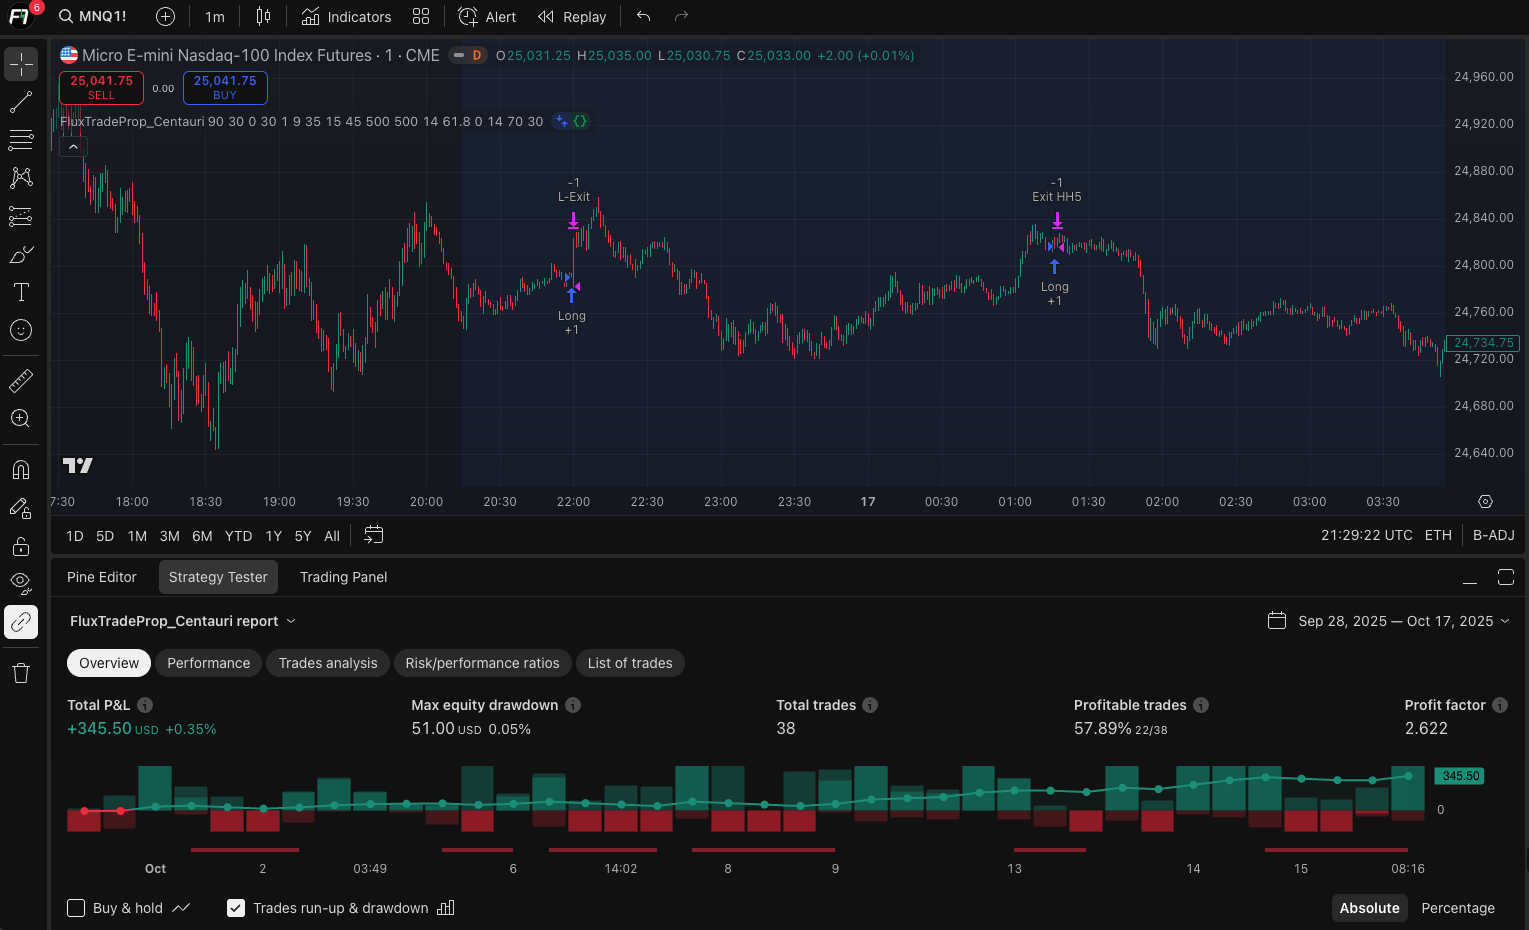 6
MNQ1!
1m
Indicators
Alert
Replay
Micro E-mini Nasdaq-100 Index Futures · 1 · CME
D
O25,031.25 H25,035.00 L25,030.75 C25,033.00 +2.00 (+0.01%)
25,041.75
SELL
0.00
25,041.75
BUY
FluxTradeProp_Centauri 90 30 0 30 1 9 35 15 45 500 500 14 61.8 0 14 70 30
-1
L-Exit
Long
+1
-1
Exit HH5
Long
+1
24,960.00
24,920.00
24,880.00
24,840.00
24,800.00
24,760.00
24,734.75
24,720.00
24,680.00
24,640.00
7:30 18:00 18:30 19:00 19:30 20:00 20:30 22:00 22:30 23:00 23:30 17 00:30 01:00 01:30 02:00 02:30 03:00 03:30
1D 5D 1M 3M 6M YTD 1Y 5Y All
21:29:22 UTC ETH B-ADJ
Pine Editor Strategy Tester Trading Panel
FluxTradeProp_Centauri report
Sep 28, 2025 — Oct 17, 2025
Overview Performance Trades analysis Risk/performance ratios List of trades
Total P&L Max equity drawdown Total trades Profitable trades Profit factor
+345.50 USD +0.35% 51.00 USD 0.05% 38 57.89% 22/38 2.622
345.50
0
Oct 2 03:49 6 14:02 8 9 13 14 15 08:16
Buy & hold Trades run-up & drawdown Absolute Percentage